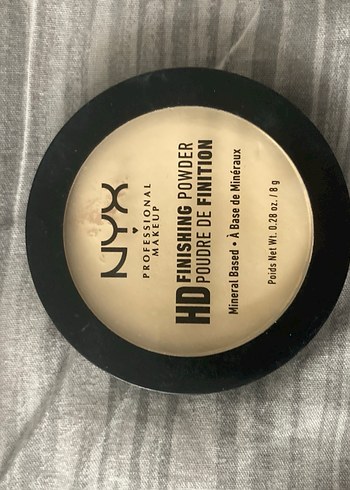 NYX
PROFESSIONAL
MAKEUP
HD FINISHING POWDER
POUDRE DE FINITION
Mineral Based • À Base de Minéraux
Poids Net Wt. 0.28 oz. / 8 g